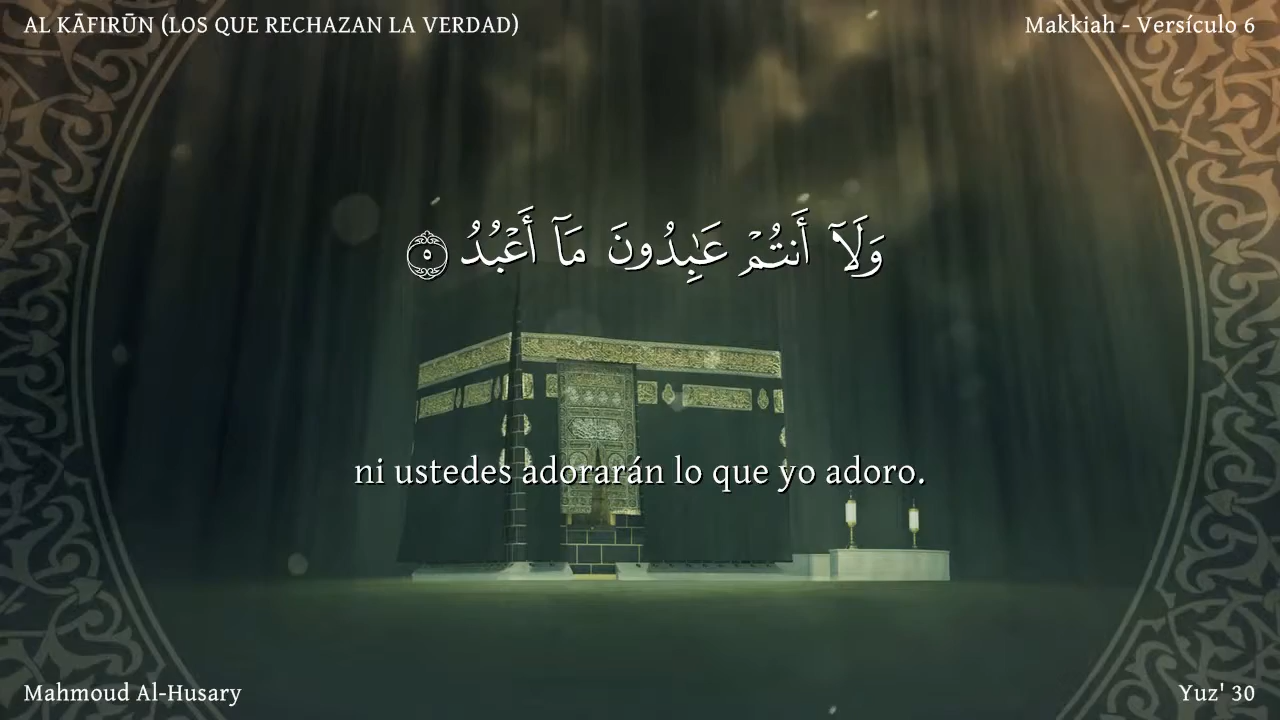 AL KĀFIRŪN (LOS QUE RECHAZAN LA VERDAD)
Makkiah - Versículo 6
وَلَآ أَنتُمْ عَـٰبِدُونَ مَآ أَعْبُدُ ٥
ni ustedes adorarán lo que yo adoro.
Mahmoud Al-Husary
Yuz' 30